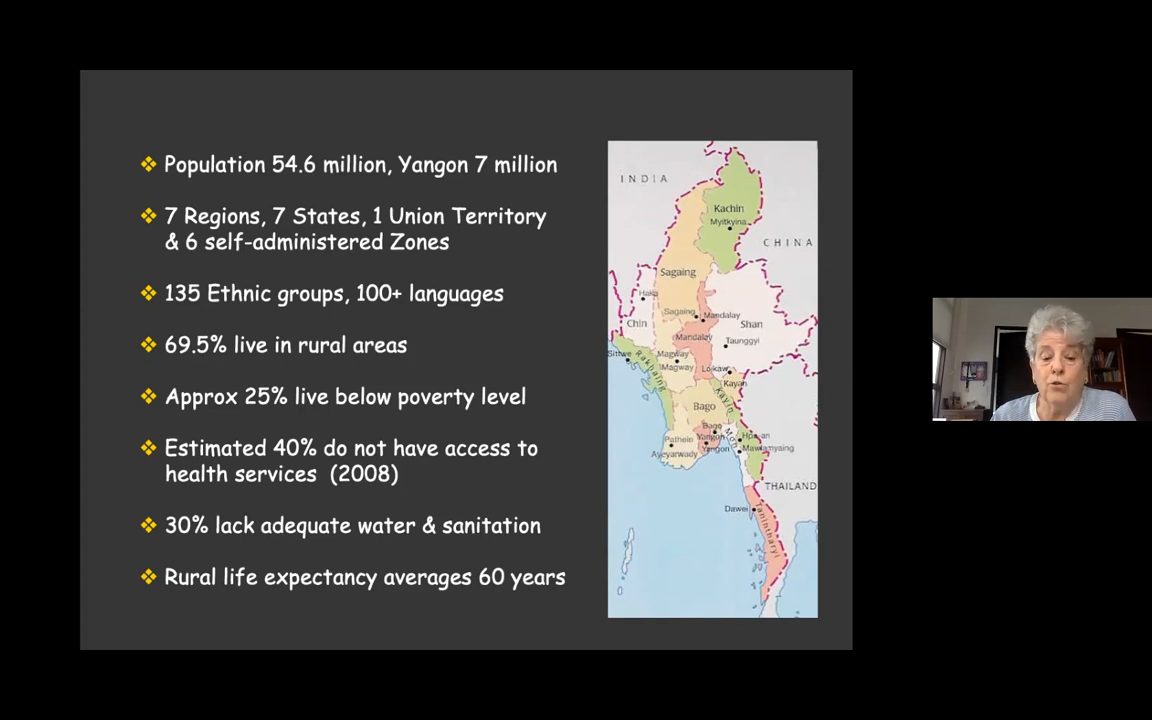 Population 54.6 million, Yangon 7 million
7 Regions, 7 States, 1 Union Territory
& 6 self-administered Zones
135 Ethnic groups, 100+ languages
69.5% live in rural areas
Approx 25% live below poverty level
Estimated 40% do not have access to
health services (2008)
30% lack adequate water & sanitation
Rural life expectancy averages 60 years
INDIA
Kachin
Myitkyina
CHINA
Sagaing
Hakha
Sagaing
Mandalay
Chin
Shan
Mandalay
Taunggyi
Sittwe
Rakhaing
Magway
Magway
Loikaw
Kayah
Kayin
Bago
Bago
Pathein
Yangon
Yangon
Mon
Hpa-an
Mawlamyaing
Ayeyarwady
THAILAND
Dawei
Tanintharyi